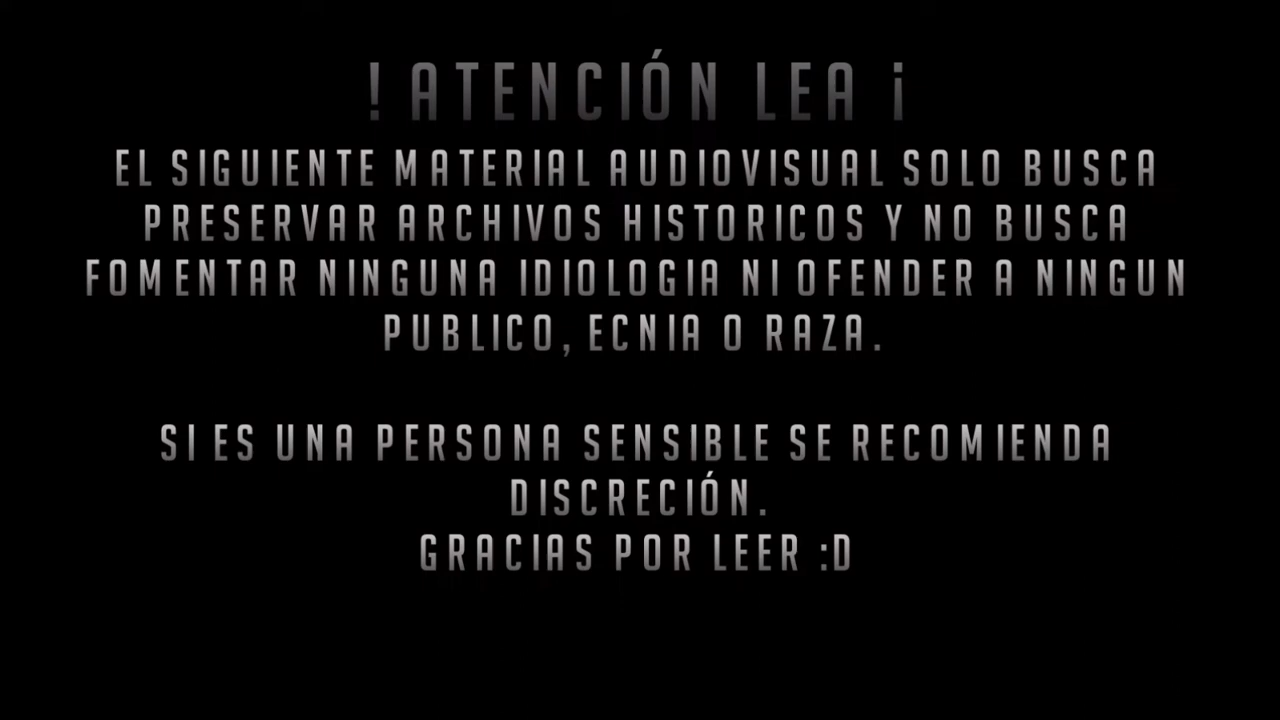 ! ATENCIÓN LEA ¡
EL SIGUIENTE MATERIAL AUDIOVISUAL SOLO BUSCA
PRESERVAR ARCHIVOS HISTORICOS Y NO BUSCA
FOMENTAR NINGUNA IDIOLOGIA NI OFENDER A NINGUN
PUBLICO, ECNIA O RAZA.
SI ES UNA PERSONA SENSIBLE SE RECOMIENDA
DISCRECIÓN.
GRACIAS POR LEER :D